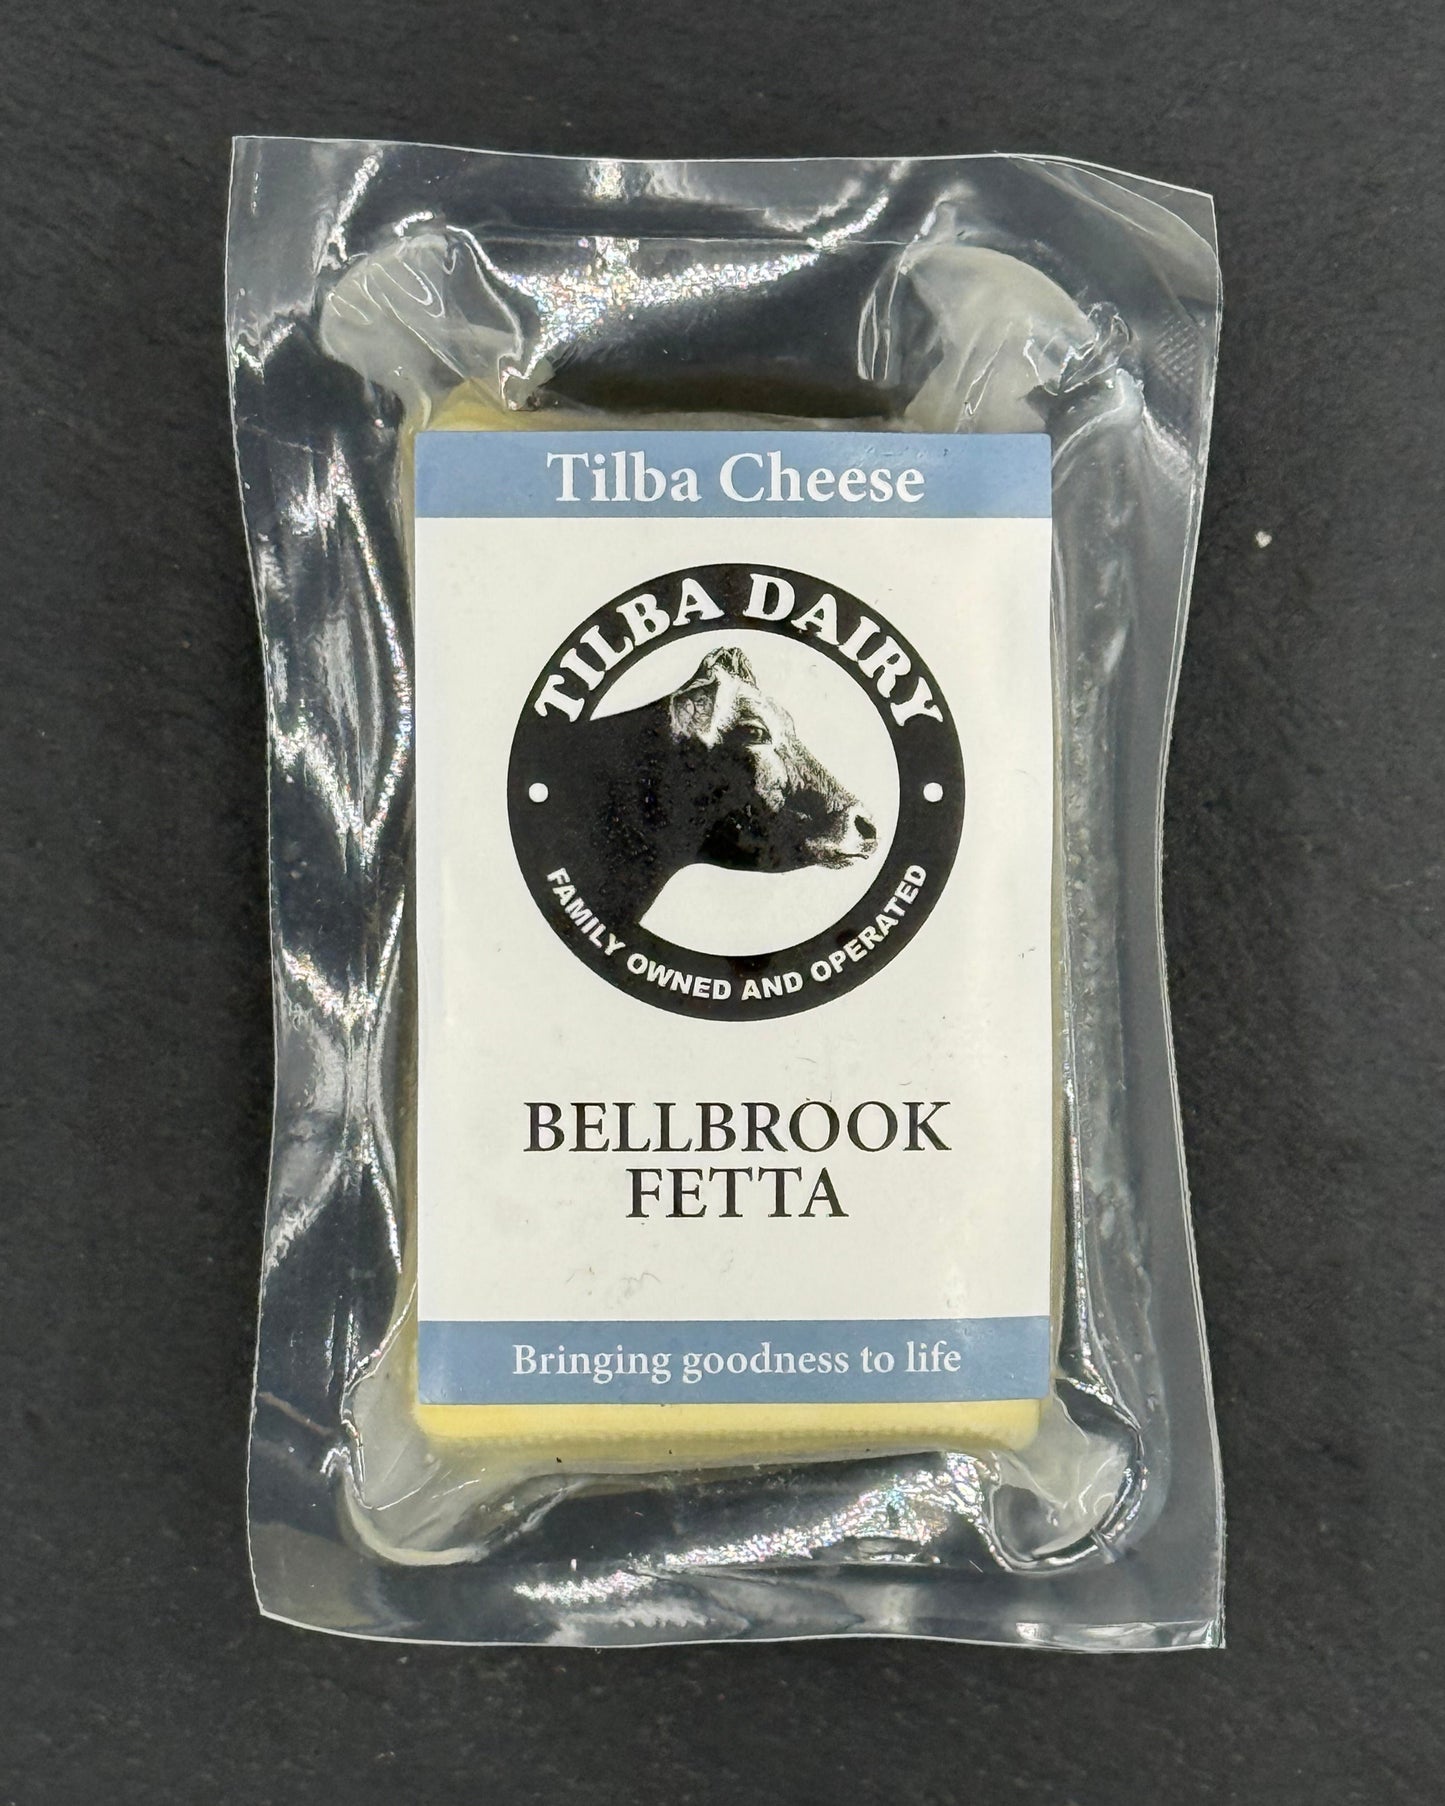 Tilba Cheese
TILBA DAIRY
FAMILY OWNED AND OPERATED
BELLBROOK
FETTA
Bringing goodness to life